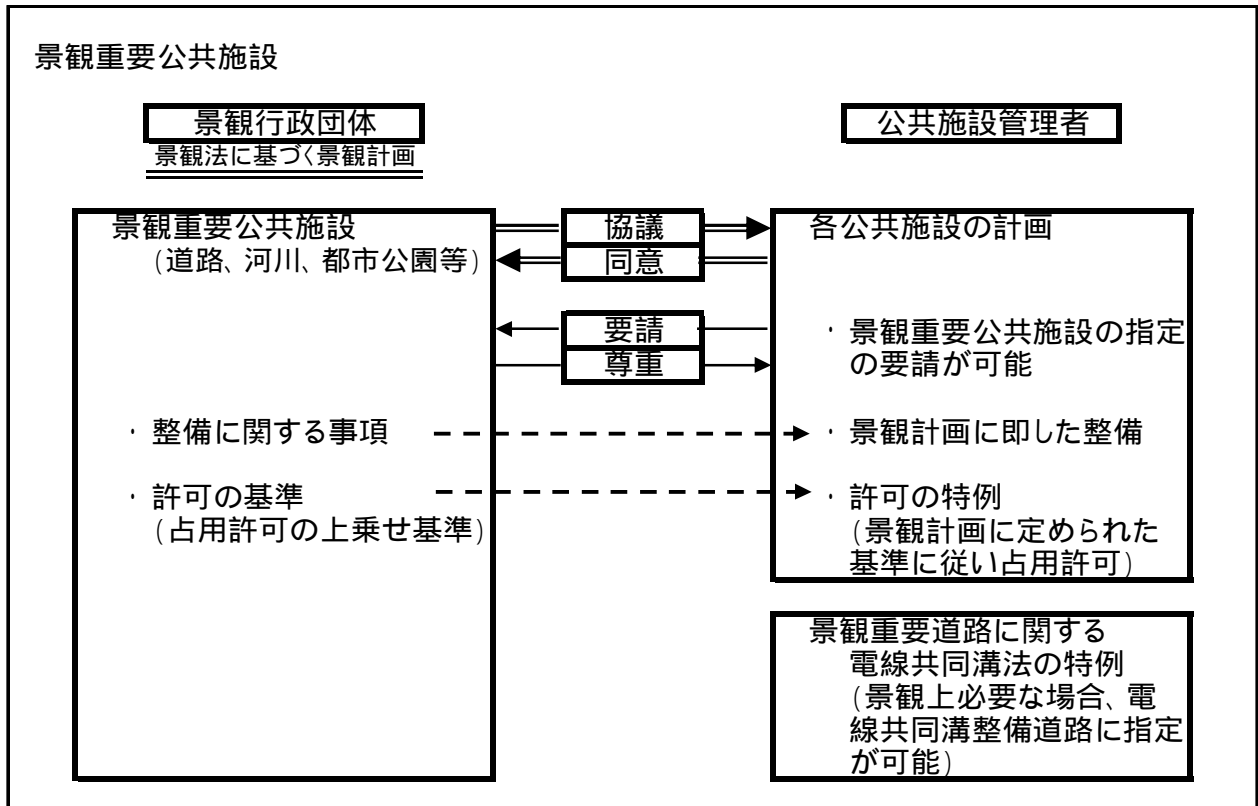 景観重要公共施設
景観行政団体
景観法に基づく景観計画
公共施設管理者
景観重要公共施設
(道路、河川、都市公園等)
協議
同意
各公共施設の計画
要請
尊重
・景観重要公共施設の指定
の要請が可能
・整備に関する事項
・景観計画に即した整備
・許可の基準
(占用許可の上乗せ基準)
・許可の特例
(景観計画に定められた
基準に従い占用許可)
景観重要道路に関する
電線共同溝法の特例
(景観上必要な場合、電
線共同溝整備道路に指定
が可能)